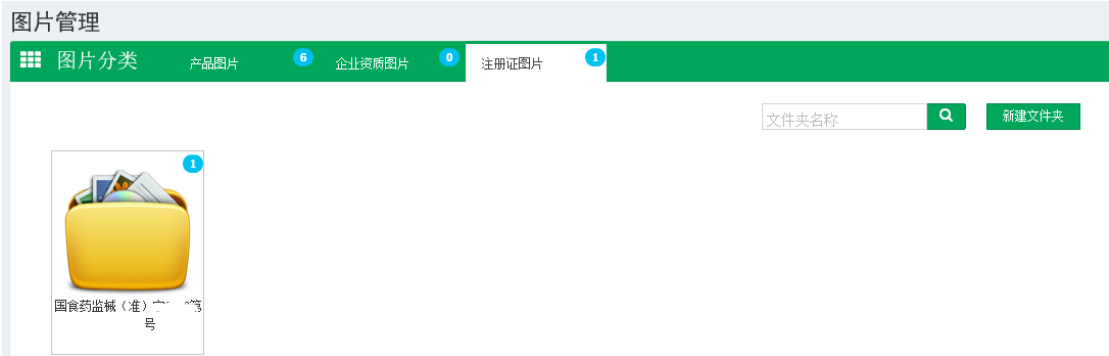 图片管理
图片分类 产品图片 6 企业资质图片 0 注册证图片 1
文件夹名称 新建文件夹
1
国食药监械（准）字 第
号